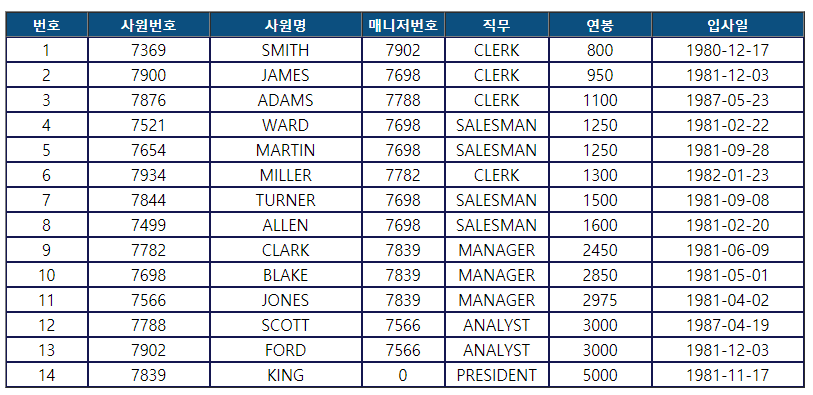 번호 사원번호 사원명 매니저번호 직무 연봉 입사일
1 7369 SMITH 7902 CLERK 800 1980-12-17
2 7900 JAMES 7698 CLERK 950 1981-12-03
3 7876 ADAMS 7788 CLERK 1100 1987-05-23
4 7521 WARD 7698 SALESMAN 1250 1981-02-22
5 7654 MARTIN 7698 SALESMAN 1250 1981-09-28
6 7934 MILLER 7782 CLERK 1300 1982-01-23
7 7844 TURNER 7698 SALESMAN 1500 1981-09-08
8 7499 ALLEN 7698 SALESMAN 1600 1981-02-20
9 7782 CLARK 7839 MANAGER 2450 1981-06-09
10 7698 BLAKE 7839 MANAGER 2850 1981-05-01
11 7566 JONES 7839 MANAGER 2975 1981-04-02
12 7788 SCOTT 7566 ANALYST 3000 1987-04-19
13 7902 FORD 7566 ANALYST 3000 1981-12-03
14 7839 KING 0 PRESIDENT 5000 1981-11-17